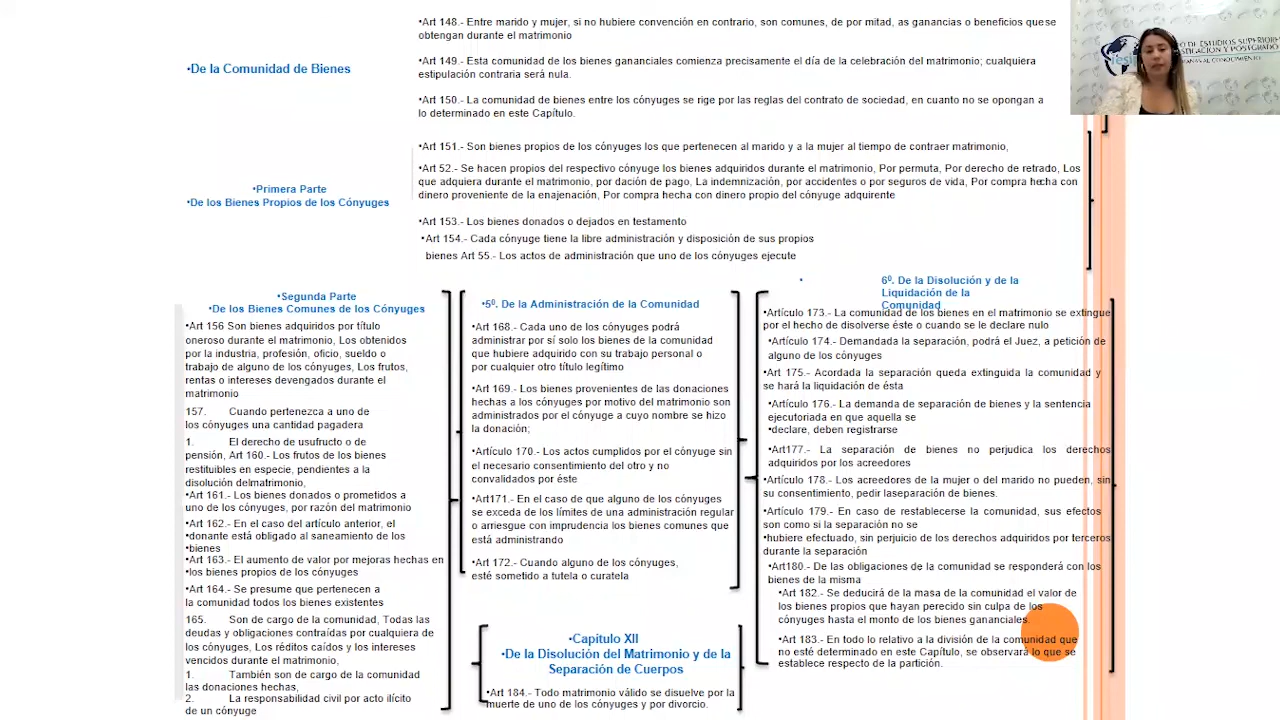 •Art 148.- Entre marido y mujer, si no hubiere convención en contrario, son comunes, de por mitad, as ganancias o beneficios que se
obtengan durante el matrimonio
•De la Comunidad de Bienes
•Art 149.- Esta comunidad de los bienes gananciales comienza precisamente el día de la celebración del matrimonio; cualquiera
estipulación contraria será nula.
•Art 150.- La comunidad de bienes entre los cónyuges se rige por las reglas del contrato de sociedad, en cuanto no se opongan a
lo determinado en este Capítulo.
•Primera Parte
•De los Bienes Propios de los Cónyuges
•Art 151.- Son bienes propios de los cónyuges los que pertenecen al marido y a la mujer al tiempo de contraer matrimonio,
•Art 52.- Se hacen propios del respectivo cónyuge los bienes adquiridos durante el matrimonio, Por permuta, Por derecho de retrado, Los
que adquiera durante el matrimonio, por dación de pago, La indemnización, por accidentes o por seguros de vida, Por compra hecha con
dinero proveniente de la enajenación, Por compra hecha con dinero propio del cónyuge adquirente
•Art 153.- Los bienes donados o dejados en testamento
•Art 154.- Cada cónyuge tiene la libre administración y disposición de sus propios
bienes Art 55.- Los actos de administración que uno de los cónyuges ejecute
•Segunda Parte
•De los Bienes Comunes de los Cónyuges
•Art 156 Son bienes adquiridos por título
oneroso durante el matrimonio, Los obtenidos
por la industria, profesión, oficio, sueldo o
trabajo de alguno de los cónyuges, Los frutos,
rentas o intereses devengados durante el
matrimonio
157. Cuando pertenezca a uno de
los cónyuges una cantidad pagadera
1. El derecho de usufructo o de
pensión, Art 160.- Los frutos de los bienes
restituibles en especie, pendientes a la
disolución delmatrimonio,
•Art 161.- Los bienes donados o prometidos a
uno de los cónyuges, por razón del matrimonio
•Art 162.- En el caso del artículo anterior, el
•donante está obligado al saneamiento de los
•bienes
•Art 163.- El aumento de valor por mejoras hechas en
•los bienes propios de los cónyuges
•Art 164.- Se presume que pertenecen a
la comunidad todos los bienes existentes
165. Son de cargo de la comunidad, Todas las
deudas y obligaciones contraídas por cualquiera de
los cónyuges, Los réditos caídos y los intereses
vencidos durante el matrimonio,
1. También son de cargo de la comunidad
las donaciones hechas,
2. La responsabilidad civil por acto ilícito
de un cónyuge
•5⁰. De la Administración de la Comunidad
•Art 168.- Cada uno de los cónyuges podrá
administrar por sí solo los bienes de la comunidad
que hubiere adquirido con su trabajo personal o
por cualquier otro título legítimo
•Art 169.- Los bienes provenientes de las donaciones
hechas a los cónyuges por motivo del matrimonio son
administrados por el cónyuge a cuyo nombre se hizo
la donación;
•Artículo 170.- Los actos cumplidos por el cónyuge sin
el necesario consentimiento del otro y no
convalidados por éste
•Art171.- En el caso de que alguno de los cónyuges
se exceda de los límites de una administración regular
o arriesgue con imprudencia los bienes comunes que
está administrando
•Art 172.- Cuando alguno de los cónyuges,
esté sometido a tutela o curatela
•Capítulo XII
•De la Disolución del Matrimonio y de la
Separación de Cuerpos
•Art 184.- Todo matrimonio válido se disuelve por la
muerte de uno de los cónyuges y por divorcio.
•
6⁰. De la Disolución y de la
Liquidación de la
Comunidad
•Artículo 173.- La comunidad de los bienes en el matrimonio se extingue
por el hecho de disolverse éste o cuando se le declare nulo
•Artículo 174.- Demandada la separación, podrá el Juez, a petición de
alguno de los cónyuges
•Art 175.- Acordada la separación queda extinguida la comunidad y
se hará la liquidación de ésta
•Artículo 176.- La demanda de separación de bienes y la sentencia
ejecutoriada en que aquella se
•declare, deben registrarse
•Art177.- La separación de bienes no perjudica los derechos
adquiridos por los acreedores
•Artículo 178.- Los acreedores de la mujer o del marido no pueden, sin
su consentimiento, pedir laseparación de bienes.
•Artículo 179.- En caso de restablecerse la comunidad, sus efectos
son como si la separación no se
•hubiere efectuado, sin perjuicio de los derechos adquiridos por terceros
durante la separación
•Art180.- De las obligaciones de la comunidad se responderá con los
bienes de la misma
•Art 182.- Se deducirá de la masa de la comunidad el valor de
los bienes propios que hayan perecido sin culpa de los
cónyuges hasta el monto de los bienes gananciales.
•Art 183.- En todo lo relativo a la división de la comunidad que
no esté determinado en este Capítulo, se observará lo que se
establece respecto de la partición.
O DE ESTUDIOS SUPERIORES
STIGACIÓN Y POSTGRADO
AL CONOCIMIENTO